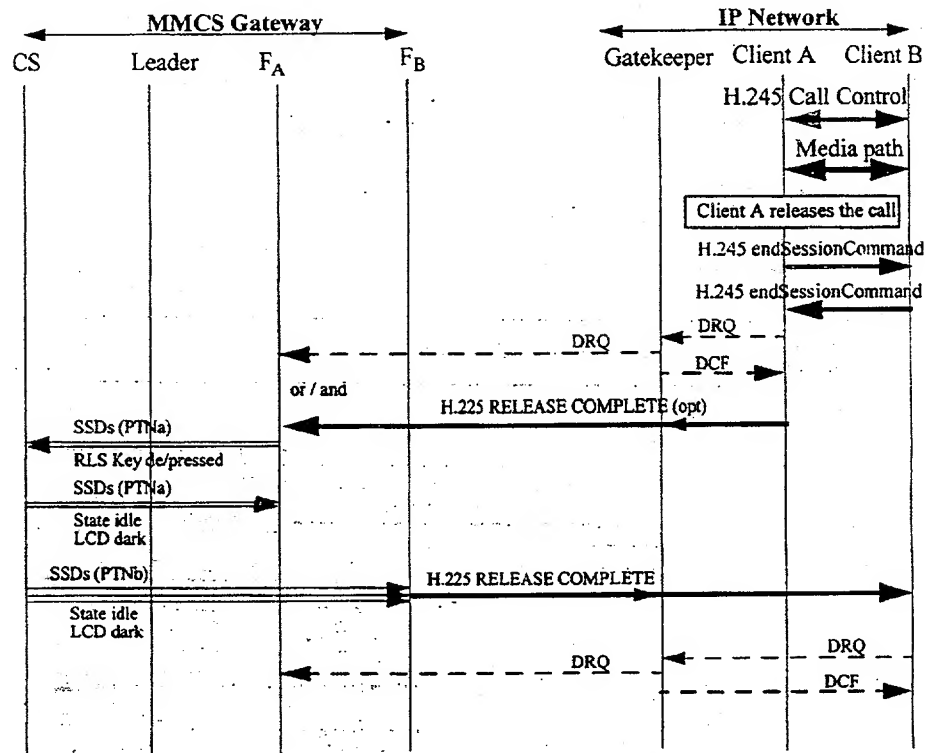 MMCS Gateway
IP Network
CS
Leader
FA
FB
Gatekeeper
Client A
Client B
H.245 Call Control
Media path
Client A releases the call
H.245 endSessionCommand
H.245 endSessionCommand
DRQ
DRQ
DCF
or / and
H.225 RELEASE COMPLETE (opt)
SSDs (PTNa)
RLS Key de/pressed
SSDs (PTNa)
State idle
LCD dark
SSDs (PTNb)
H.225 RELEASE COMPLETE
State idle
LCD dark
DRQ
DRQ
DCF